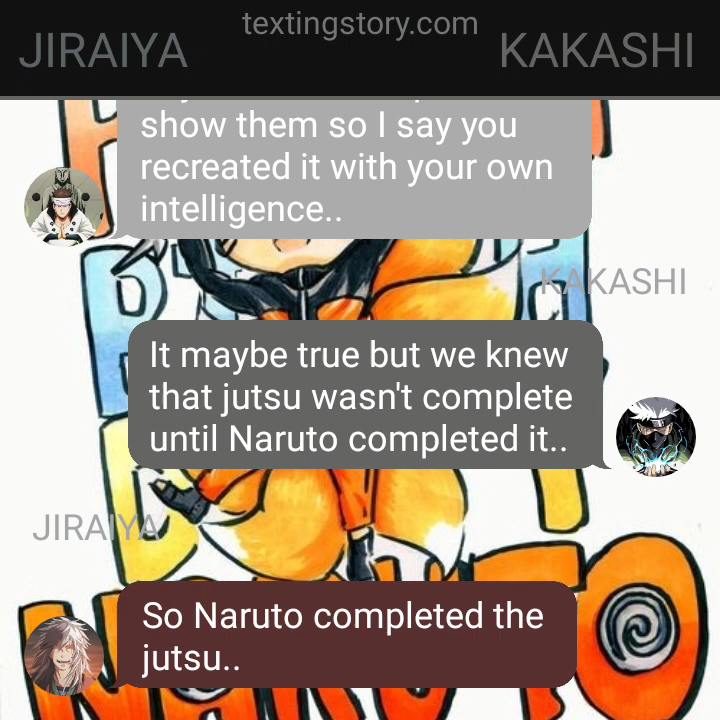 textingstory.com
JIRAIYA KAKASHI
show them so I say you
recreated it with your own
intelligence..
KAKASHI
It maybe true but we knew
that jutsu wasn't complete
until Naruto completed it..
JIRAIYA
So Naruto completed the
jutsu..
NARUTO